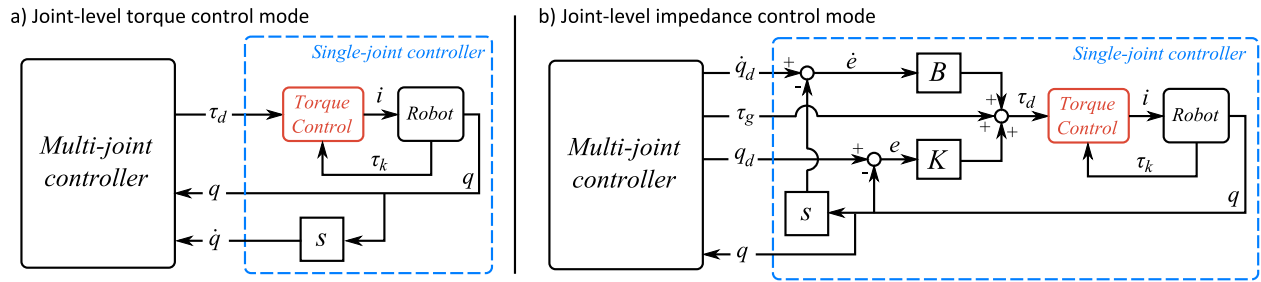 a) Joint-level torque control mode
Single-joint controller
Multi-joint
controller
τd
Torque
Control
i
Robot
τk
q
q
q̇
s
b) Joint-level impedance control mode
Single-joint controller
Multi-joint
controller
q̇d
+
-
ė
B
τg
+
+
+
τd
Torque
Control
i
Robot
τk
qd
+
-
e
K
s
q
q